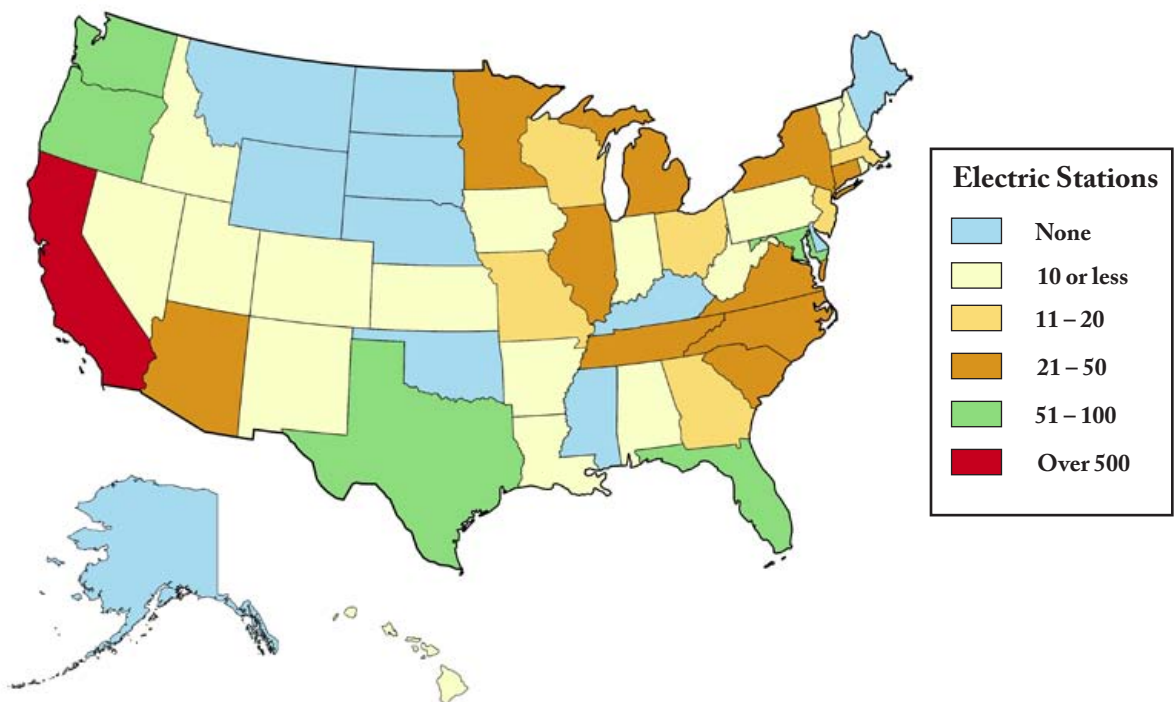 Electric Stations
None
10 or less
11 – 20
21 – 50
51 – 100
Over 500